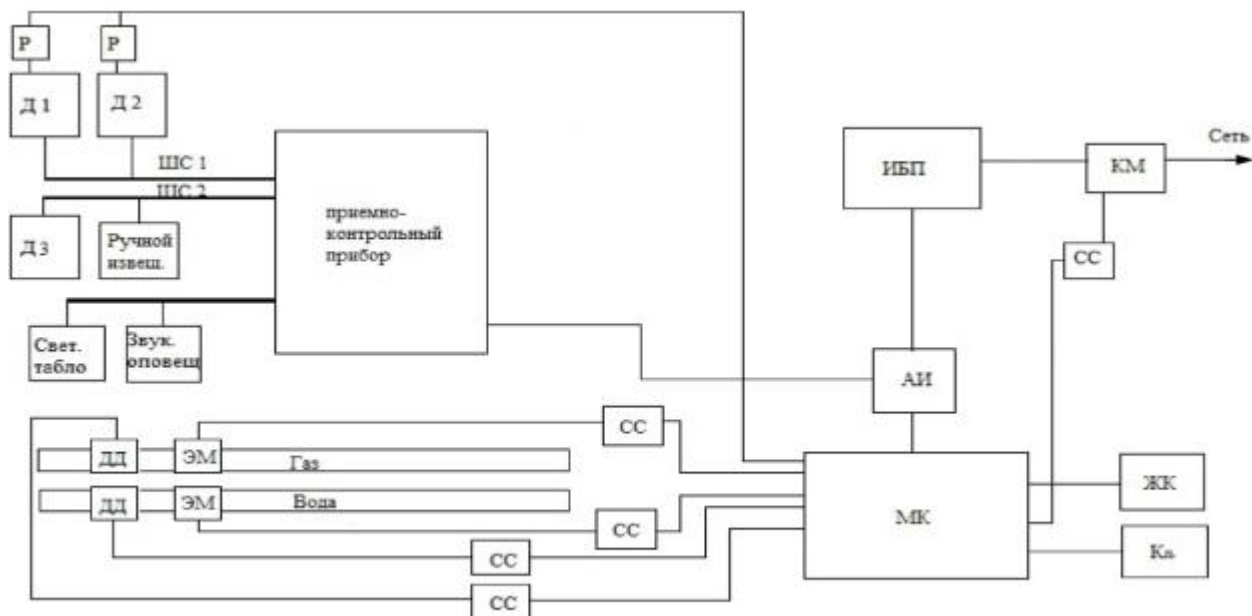 Р
Р
Д 1
Д 2
ШС 1
ШС 2
Д 3
Ручной
извещ.
приемно-
контрольный
прибор
Свет.
табло
Звук.
оповещ
ИБП
КМ
Сеть
СС
АИ
СС
ДД
ЭМ
Газ
ДД
ЭМ
Вода
СС
СС
СС
МК
ЖК
Кл